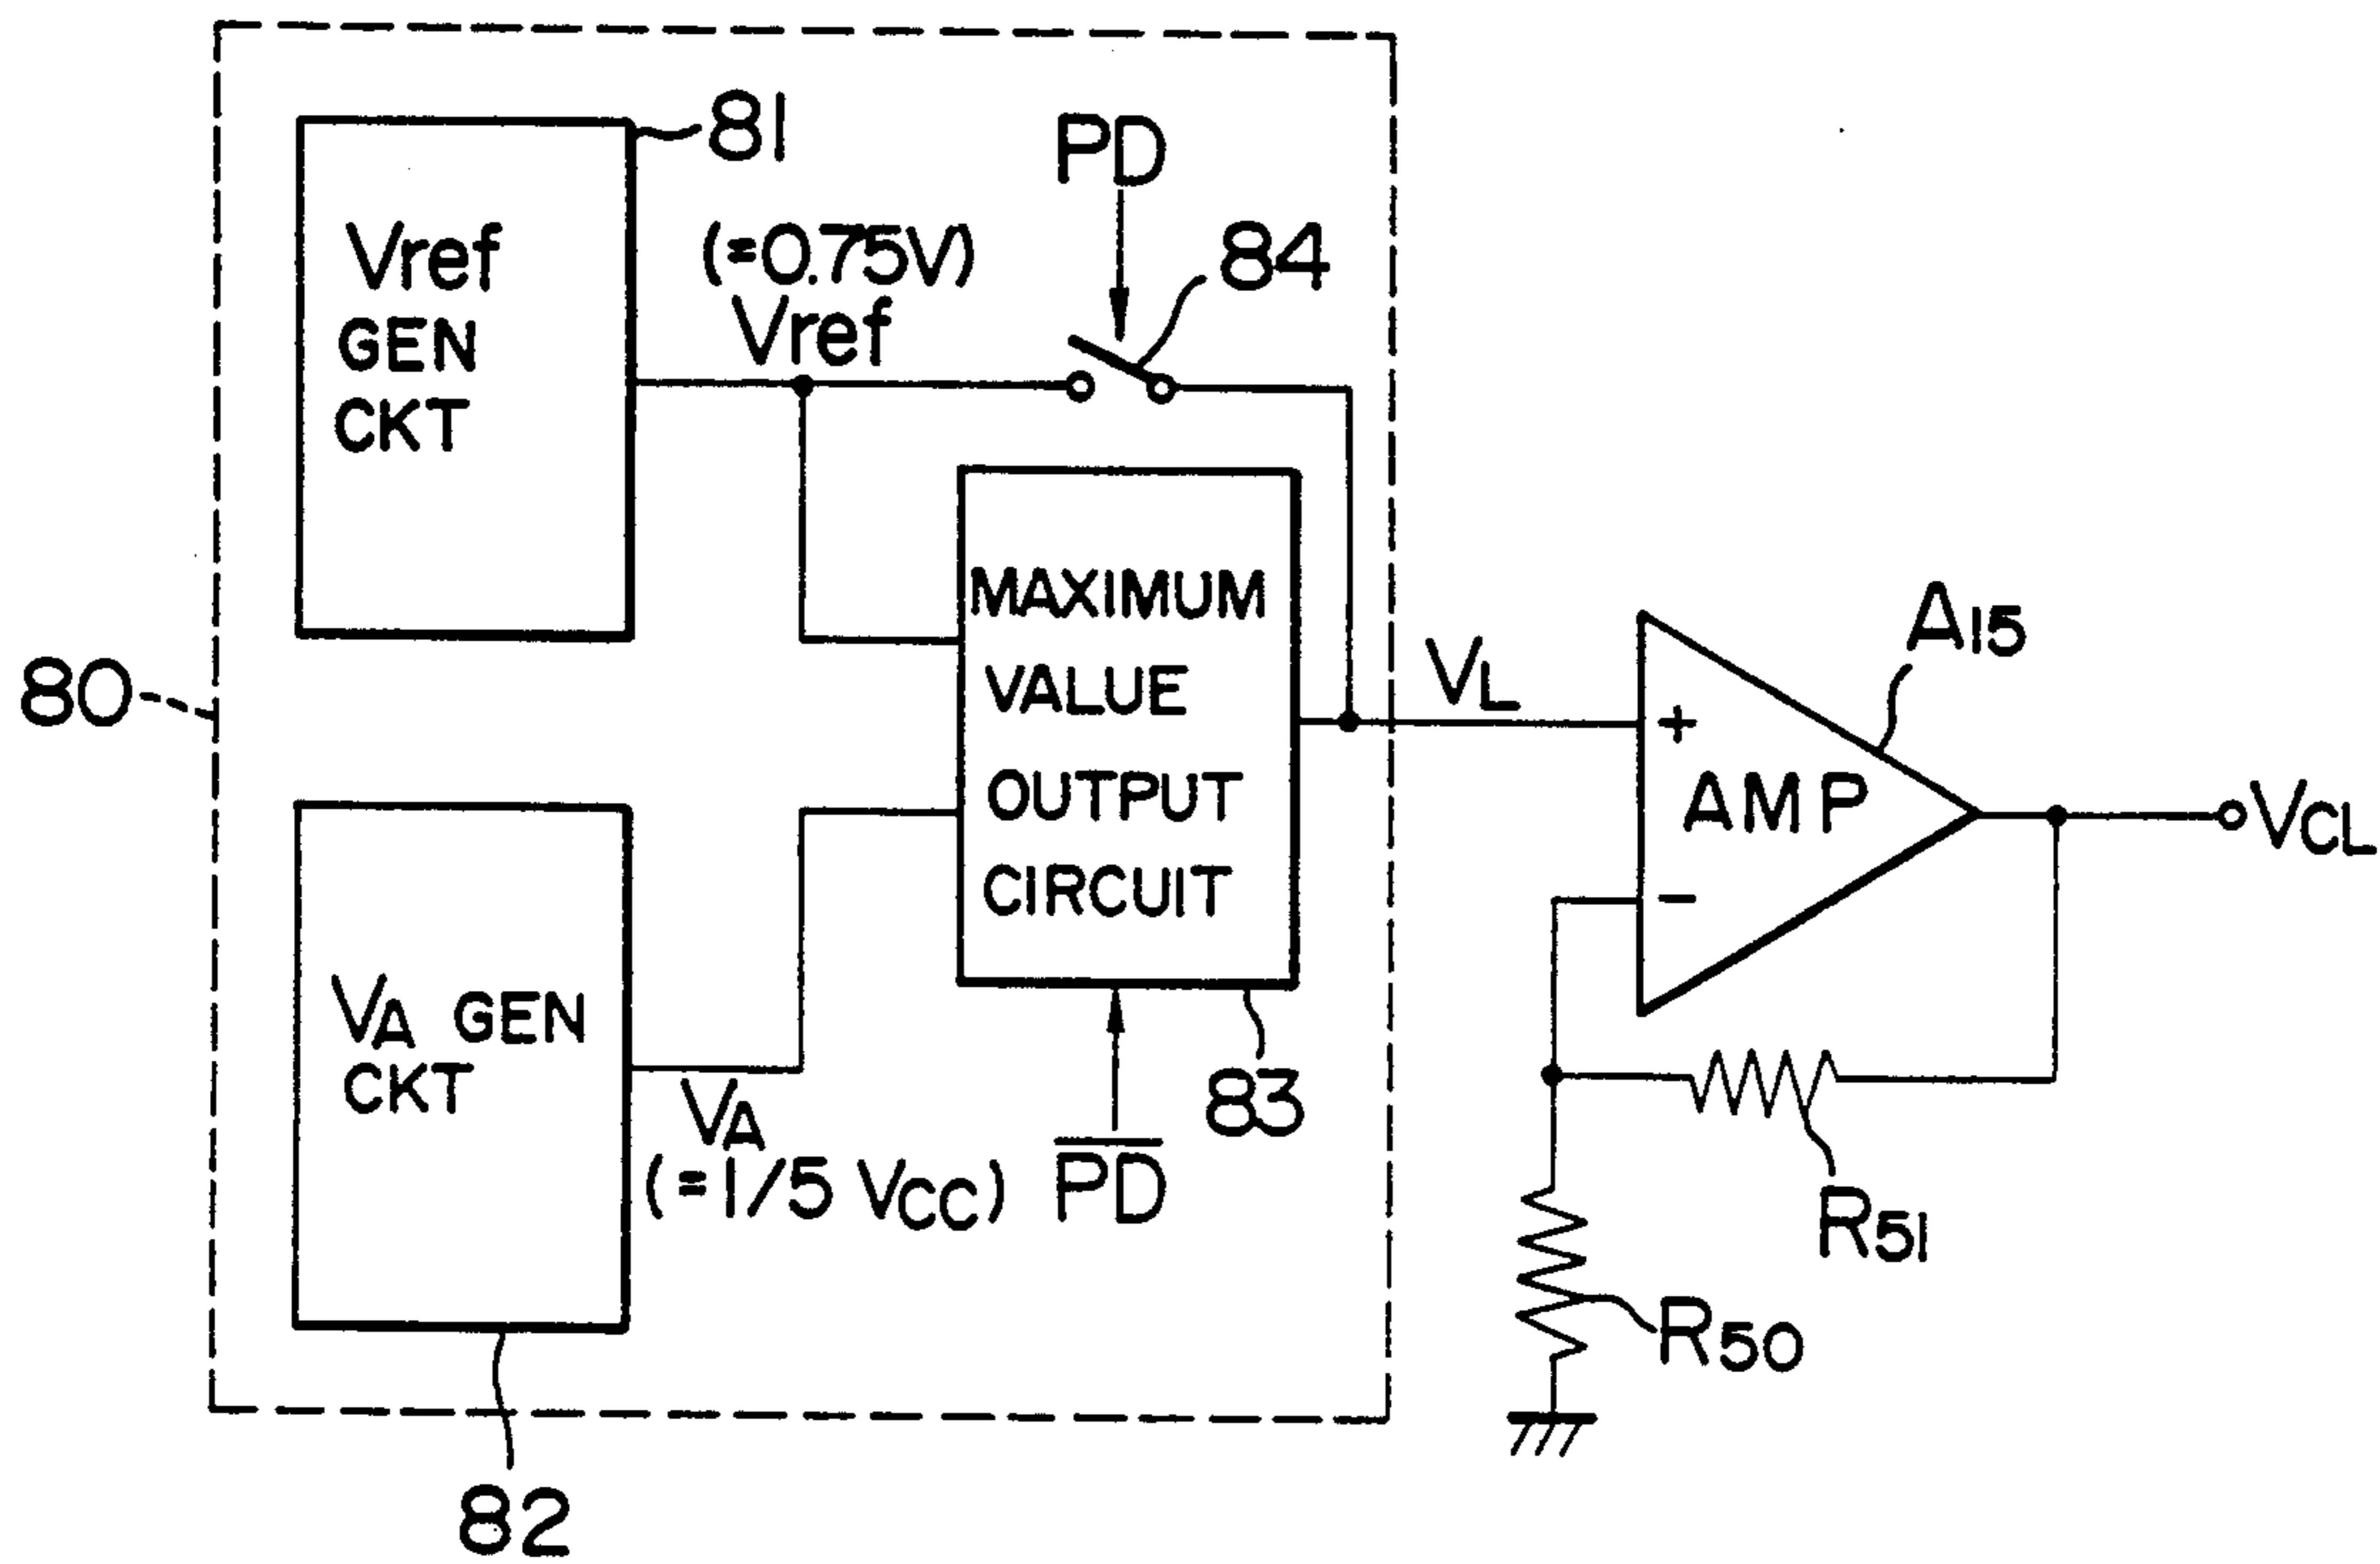 81
PD
Vref
GEN
CKT
(=0.75V)
Vref
84
MAXIMUM
VALUE
OUTPUT
CIRCUIT
80
VL
A15
+
AMP
−
VCL
VA GEN
CKT
VA
(=1/5 VCC)
P̅D̅
83
R51
R50
82